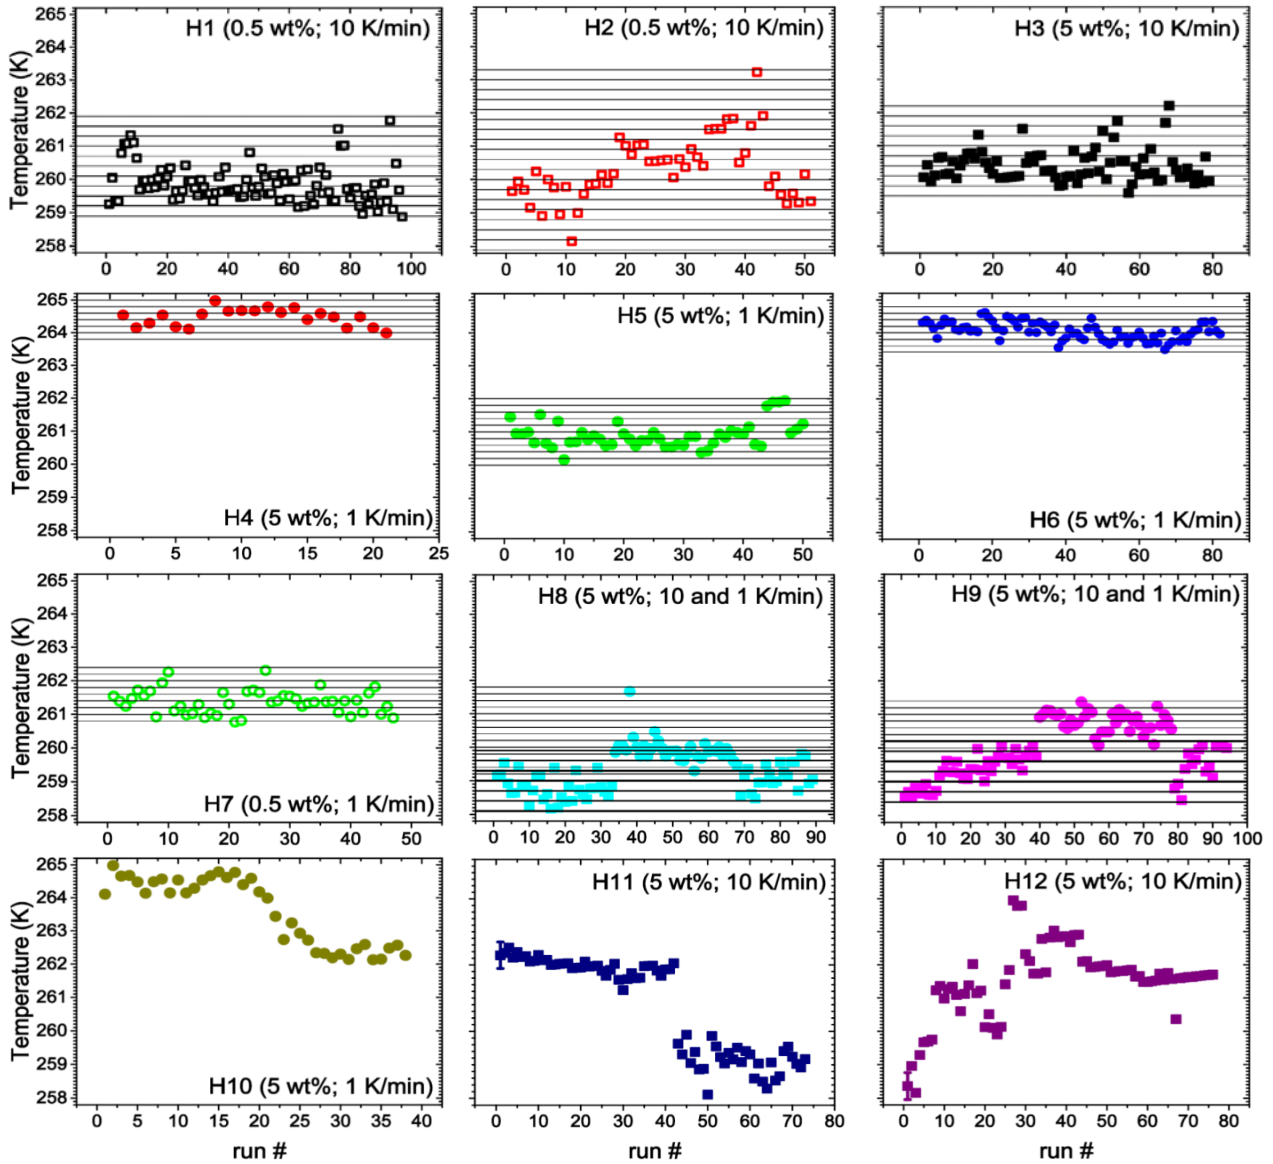 H1 (0.5 wt%; 10 K/min)
H2 (0.5 wt%; 10 K/min)
H3 (5 wt%; 10 K/min)
Temperature (K)
265
264
263
262
261
260
259
258
0 20 40 60 80 100
0 10 20 30 40 50
0 20 40 60 80
H4 (5 wt%; 1 K/min)
H5 (5 wt%; 1 K/min)
H6 (5 wt%; 1 K/min)
Temperature (K)
265
264
263
262
261
260
259
258
0 5 10 15 20 25
0 10 20 30 40 50
0 20 40 60 80
H7 (0.5 wt%; 1 K/min)
H8 (5 wt%; 10 and 1 K/min)
H9 (5 wt%; 10 and 1 K/min)
Temperature (K)
265
264
263
262
261
260
259
258
0 10 20 30 40 50
0 10 20 30 40 50 60 70 80 90
0 10 20 30 40 50 60 70 80 90 100
H10 (5 wt%; 1 K/min)
H11 (5 wt%; 10 K/min)
H12 (5 wt%; 10 K/min)
Temperature (K)
265
264
263
262
261
260
259
258
0 5 10 15 20 25 30 35 40
0 10 20 30 40 50 60 70 80
0 10 20 30 40 50 60 70 80
run #
run #
run #